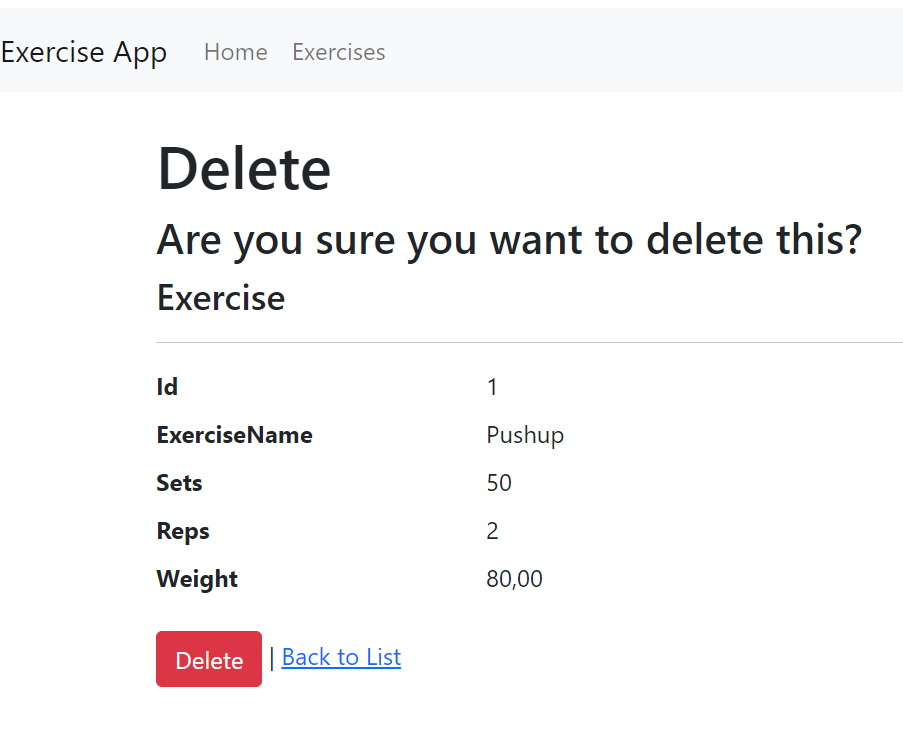 Exercise App Home Exercises
Delete
Are you sure you want to delete this?
Exercise
Id 1
ExerciseName Pushup
Sets 50
Reps 2
Weight 80,00
Delete | Back to List